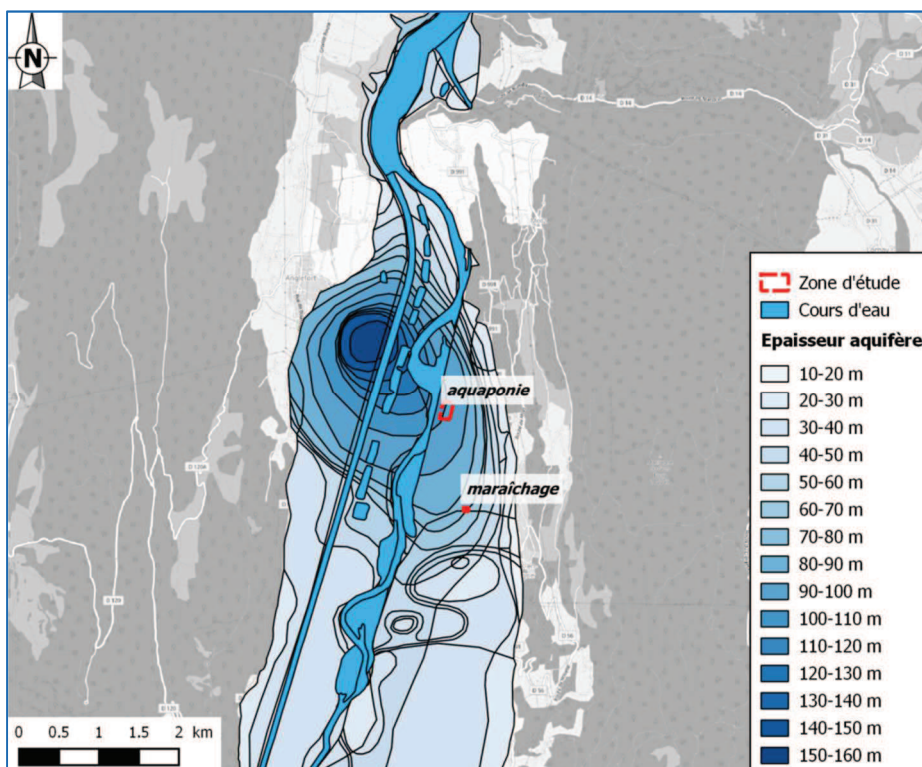 N
aquaponie
maraîchage
Zone d'étude
Cours d'eau
Epaisseur aquifère
10-20 m
20-30 m
30-40 m
40-50 m
50-60 m
60-70 m
70-80 m
80-90 m
90-100 m
100-110 m
110-120 m
120-130 m
130-140 m
140-150 m
150-160 m
0 0.5 1 1.5 2 km